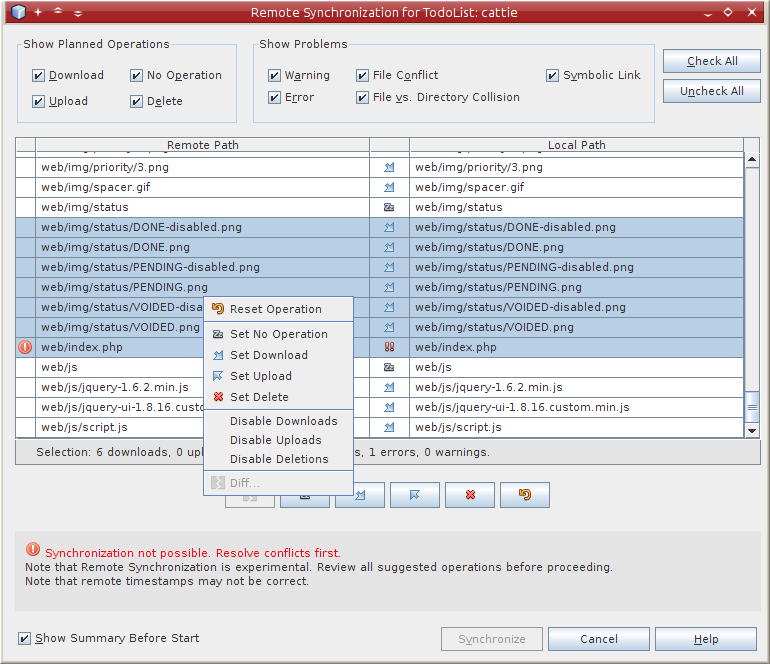 Remote Synchronization for TodoList: cattie
Show Planned Operations
Download
No Operation
Upload
Delete
Show Problems
Warning
File Conflict
Symbolic Link
Error
File vs. Directory Collision
Check All
Uncheck All
Remote Path
Local Path
web/img/priority/3.png
web/img/priority/3.png
web/img/spacer.gif
web/img/spacer.gif
web/img/status
web/img/status
web/img/status/DONE-disabled.png
web/img/status/DONE-disabled.png
web/img/status/DONE.png
web/img/status/DONE.png
web/img/status/PENDING-disabled.png
web/img/status/PENDING-disabled.png
web/img/status/PENDING.png
web/img/status/PENDING.png
web/img/status/VOIDED-disa
web/img/status/VOIDED-disabled.png
web/img/status/VOIDED.png
web/img/status/VOIDED.png
web/index.php
web/index.php
web/js
web/js
web/js/jquery-1.6.2.min.js
web/js/jquery-1.6.2.min.js
web/js/jquery-ui-1.8.16.custo
web/js/jquery-ui-1.8.16.custom.min.js
web/js/script.js
web/js/script.js
Reset Operation
Set No Operation
Set Download
Set Upload
Set Delete
Disable Downloads
Disable Uploads
Disable Deletions
Diff...
Selection: 6 downloads, 0 upl s, 1 errors, 0 warnings.
Synchronization not possible. Resolve conflicts first.
Note that Remote Synchronization is experimental. Review all suggested operations before proceeding.
Note that remote timestamps may not be correct.
Show Summary Before Start
Synchronize
Cancel
Help